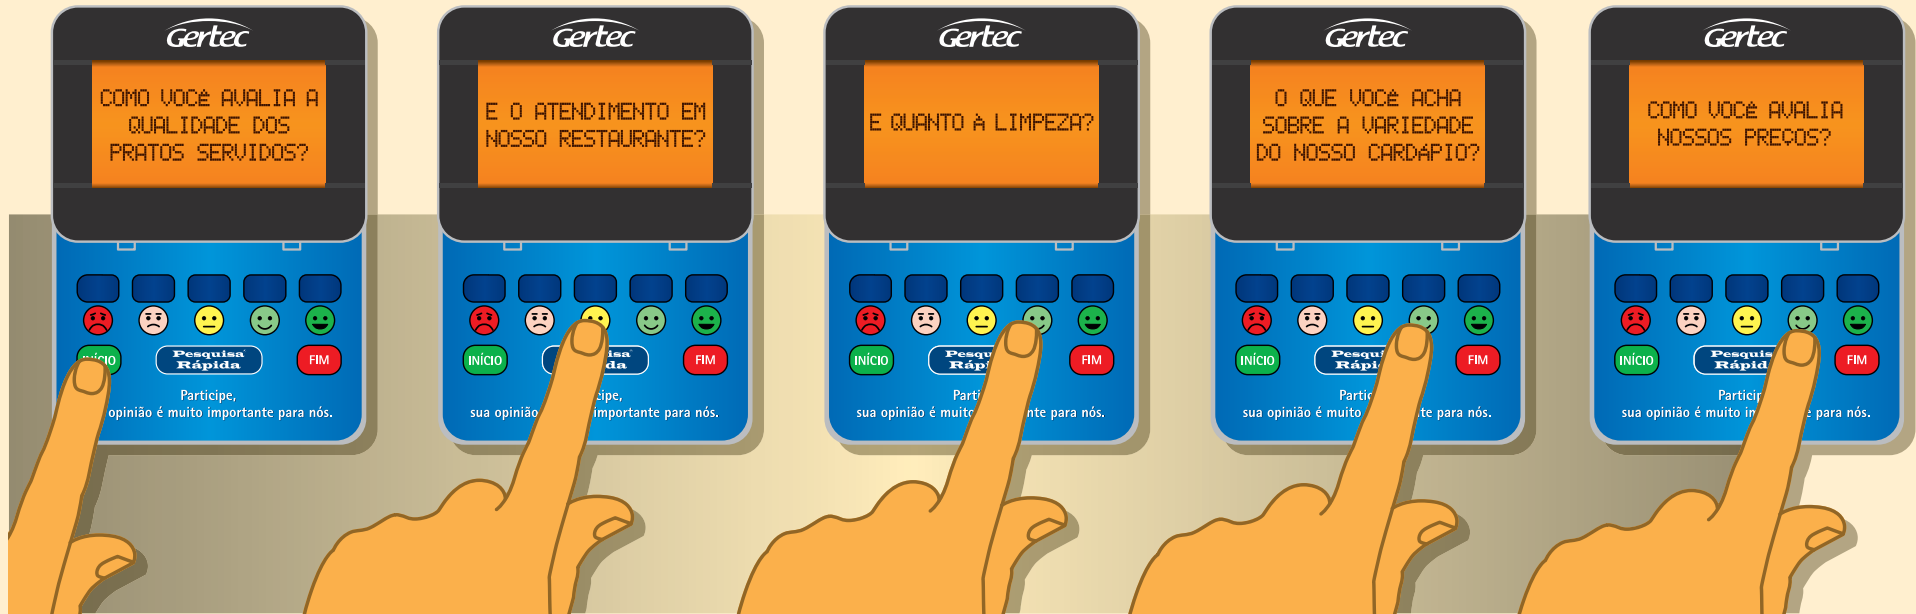 Gertec
COMO VOCÊ AVALIA A
QUALIDADE DOS
PRATOS SERVIDOS?
INÍCIO
Pesquisa
Rápida
FIM
Participe,
opinião é muito importante para nós.
Gertec
E O ATENDIMENTO EM
NOSSO RESTAURANTE?
INÍCIO
FIM
sua opinião importante para nós.
Gertec
E QUANTO À LIMPEZA?
INÍCIO
FIM
sua opinião é muito para nós.
Gertec
O QUE VOCÊ ACHA
SOBRE A VARIEDADE
DO NOSSO CARDÁPIO?
INÍCIO
FIM
sua opinião é muito para nós.
Gertec
COMO VOCÊ AVALIA
NOSSOS PREÇOS?
INÍCIO
FIM
sua opinião é muito para nós.